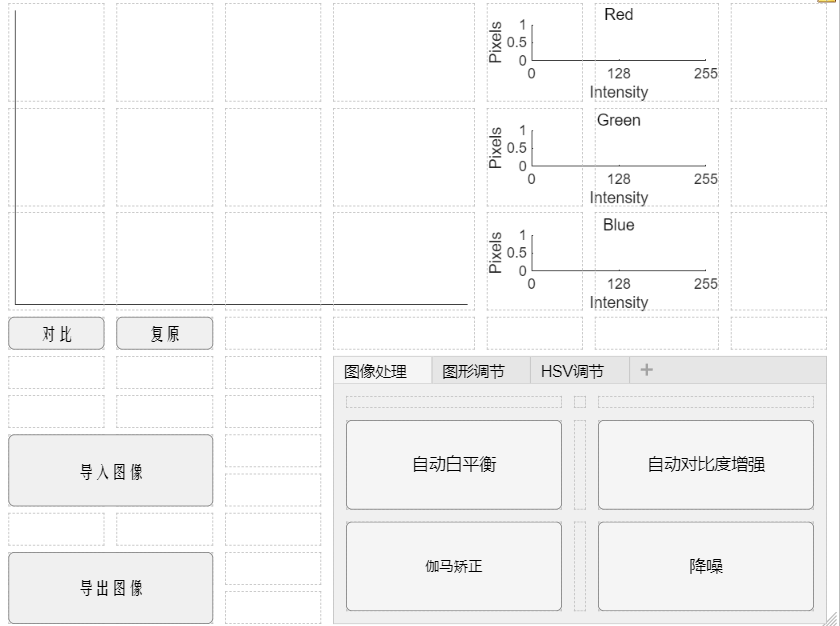 Red
Pixels
1
0.5
0
0 128 255
Intensity
Green
Pixels
1
0.5
0
0 128 255
Intensity
Blue
Pixels
1
0.5
0
0 128 255
Intensity
对比 复原
图像处理 图形调节 HSV调节 +
导入图像
自动白平衡 自动对比度增强
导出图像
伽马矫正 降噪